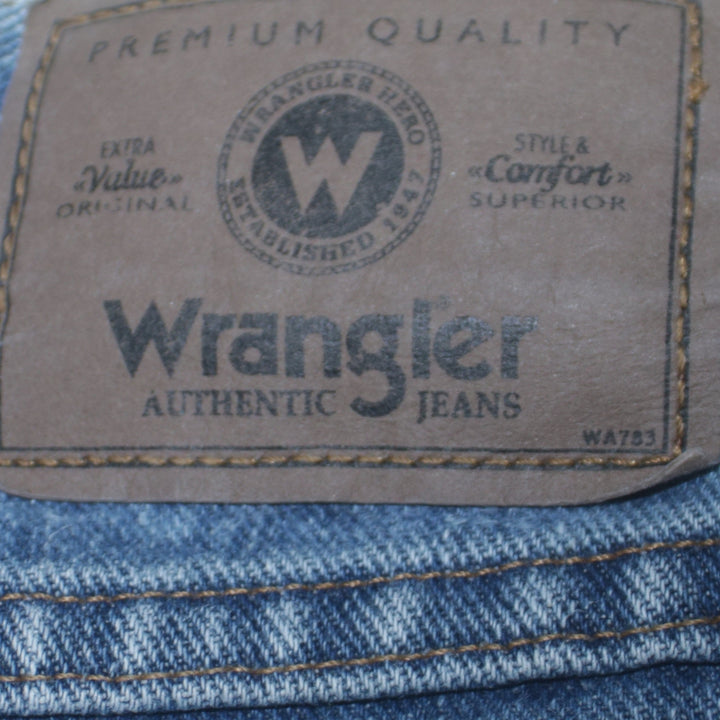 PREMIUM QUALITY
WRANGLER HERO
ESTABLISHED 1947
W
EXTRA
«Value»
ORIGINAL
STYLE &
«Comfort»
SUPERIOR
Wrangler
AUTHENTIC JEANS
WA783